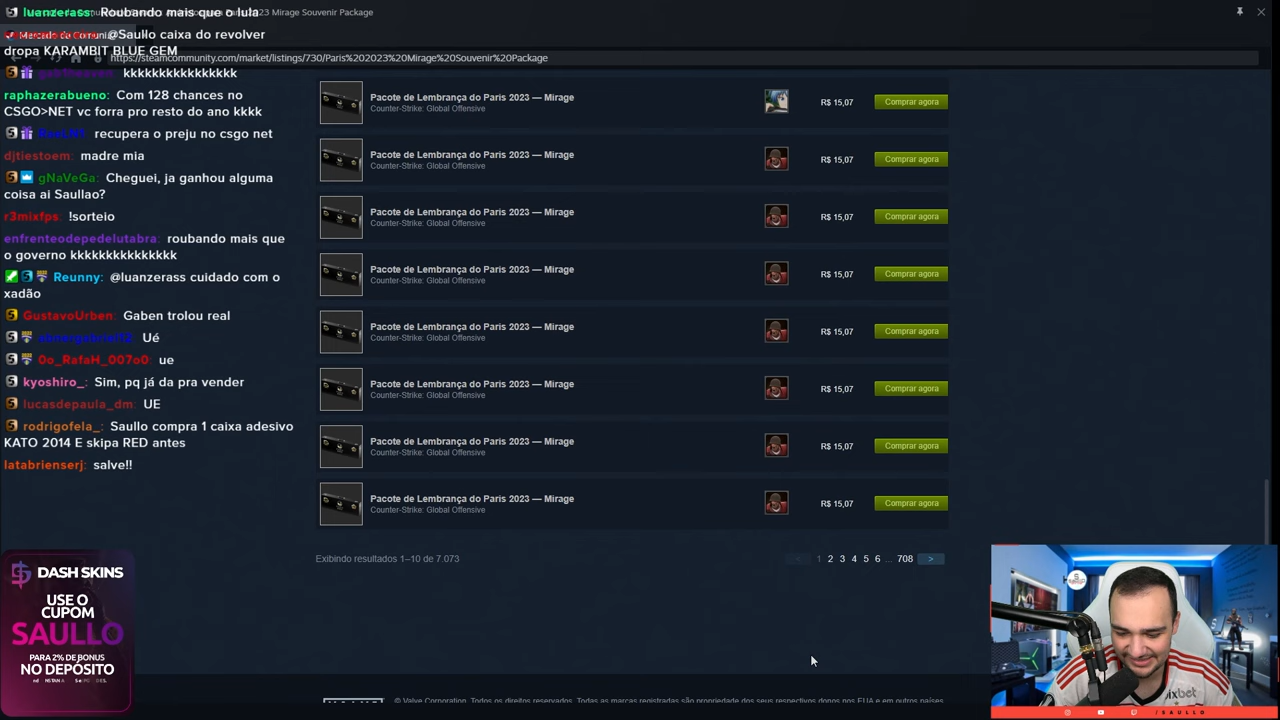 2023 Mirage Souvenir Package
luanderass: Roubando mais que o lula
@Saullo caixa do revolver
dropa KARAMBIT BLUE GEM
https://steamcommunity.com/market/listings/730/Paris%202023%20Mirage%20Souvenir%20Package
kkkkkkkkkkkkkkk
raphazerabueno: Com 128 chances no
CSGO>NET vc forra pro resto do ano kkkk
recupera o preju no csgo net
djtiestoem: madre mia
gNaVeGa: Cheguei, ja ganhou alguma
coisa ai Saullao?
r3mixfps: !sorteio
enfrenteodepedelutabra: roubando mais que
o governo kkkkkkkkkkkkkkk
Reunny: @luanzerass cuidado com o
xadão
GustavoUrben: Gaben trolou real
abnergabriel12: Ué
0o_RafaH_007o0: ue
kyoshiro_: Sim, pq já da pra vender
lucasdepaula_dm: UE
rodrigofela_: Saullo compra 1 caixa adesivo
KATO 2014 E skipa RED antes
latabrienserj: salve!!
Pacote de Lembrança do Paris 2023 — Mirage
Counter-Strike: Global Offensive
R$ 15,07
Comprar agora
Pacote de Lembrança do Paris 2023 — Mirage
Counter-Strike: Global Offensive
R$ 15,07
Comprar agora
Pacote de Lembrança do Paris 2023 — Mirage
Counter-Strike: Global Offensive
R$ 15,07
Comprar agora
Pacote de Lembrança do Paris 2023 — Mirage
Counter-Strike: Global Offensive
R$ 15,07
Comprar agora
Pacote de Lembrança do Paris 2023 — Mirage
Counter-Strike: Global Offensive
R$ 15,07
Comprar agora
Pacote de Lembrança do Paris 2023 — Mirage
Counter-Strike: Global Offensive
R$ 15,07
Comprar agora
Pacote de Lembrança do Paris 2023 — Mirage
Counter-Strike: Global Offensive
R$ 15,07
Comprar agora
Pacote de Lembrança do Paris 2023 — Mirage
Counter-Strike: Global Offensive
R$ 15,07
Comprar agora
Exibindo resultados 1–10 de 7.073
< 1 2 3 4 5 6 ... 708 >
DASH SKINS
USE O
CUPOM
SAULLO
PARA 2% DE BONUS
NO DEPÓSITO
© Valve Corporation. Todos os direitos reservados. Todas as marcas registradas são propriedade dos seus respectivos donos nos EUA e em outros países.
pixbet
/SAULLO